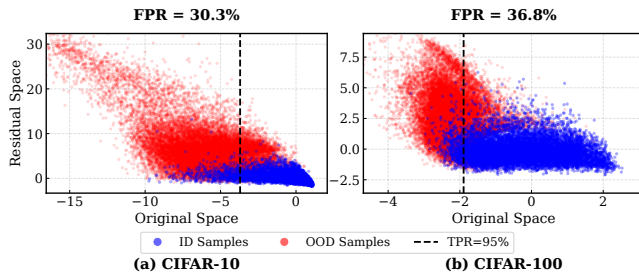 FPR = 30.3%
FPR = 36.8%
Residual Space
30
20
10
0
−15
−10
−5
0
Original Space
7.5
5.0
2.5
0.0
−2.5
−4
−2
0
2
Original Space
ID Samples
OOD Samples
TPR=95%
(a) CIFAR-10
(b) CIFAR-100